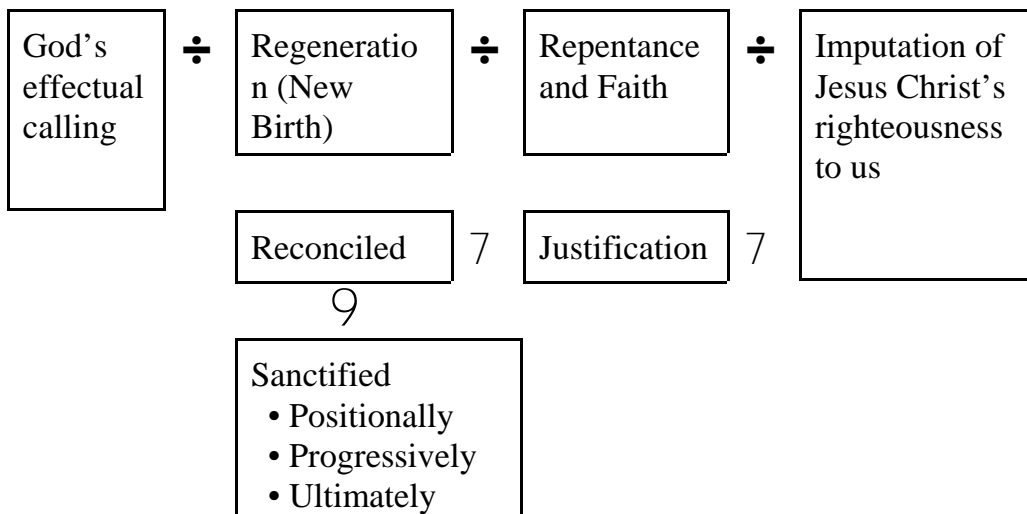 God's
effectual
calling
÷
Regeneratio
n (New
Birth)
÷
Repentance
and Faith
÷
Imputation of
Jesus Christ's
righteousness
to us
Reconciled
7
Justification
7
9
Sanctified
• Positionally
• Progressively
• Ultimately